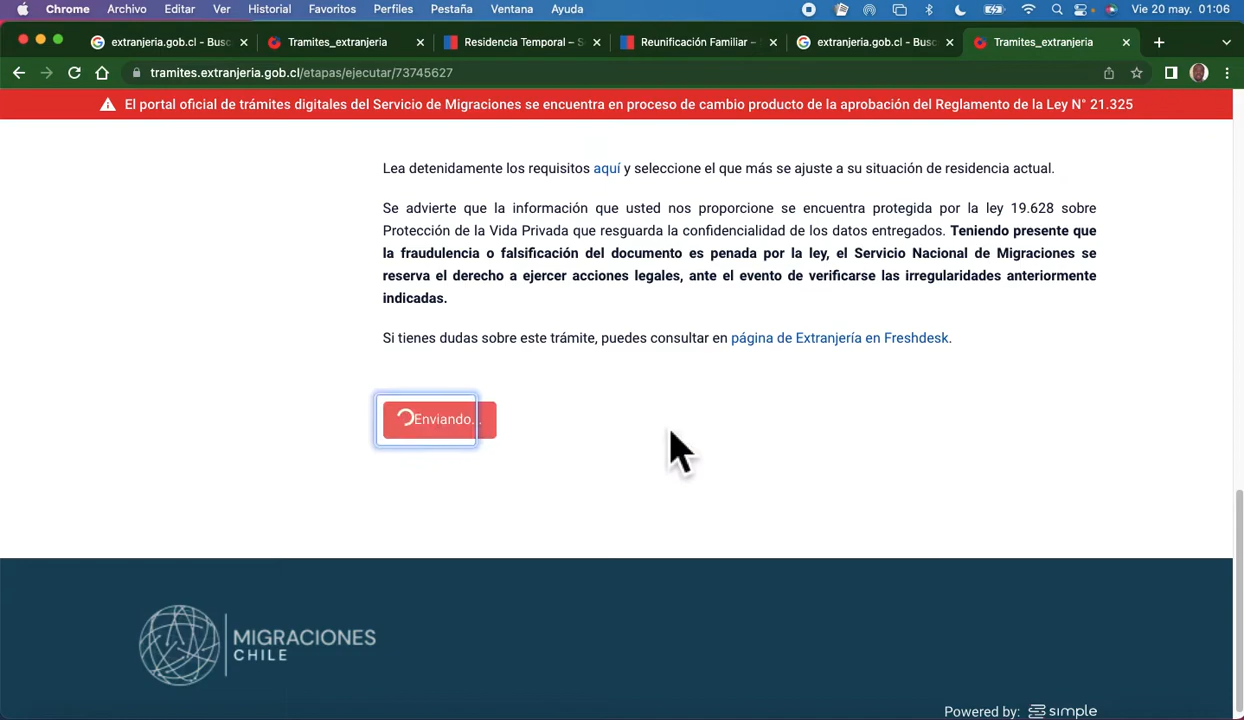 Chrome Archivo Editar Ver Historial Favoritos Perfiles Pestaña Ventana Ayuda Vie 20 may. 01:06
extranjeria.gob.cl - Busc Tramites_extranjeria Residencia Temporal – S Reunificación Familiar – extranjeria.gob.cl - Busc Tramites_extranjeria
tramites.extranjeria.gob.cl/etapas/ejecutar/73745627
El portal oficial de trámites digitales del Servicio de Migraciones se encuentra en proceso de cambio producto de la aprobación del Reglamento de la Ley N° 21.325
Lea detenidamente los requisitos aquí y seleccione el que más se ajuste a su situación de residencia actual.
Se advierte que la información que usted nos proporcione se encuentra protegida por la ley 19.628 sobre
Protección de la Vida Privada que resguarda la confidencialidad de los datos entregados. Teniendo presente que
la fraudulencia o falsificación del documento es penada por la ley, el Servicio Nacional de Migraciones se
reserva el derecho a ejercer acciones legales, ante el evento de verificarse las irregularidades anteriormente
indicadas.
Si tienes dudas sobre este trámite, puedes consultar en página de Extranjería en Freshdesk.
Enviando...
MIGRACIONES
CHILE
Powered by: simple